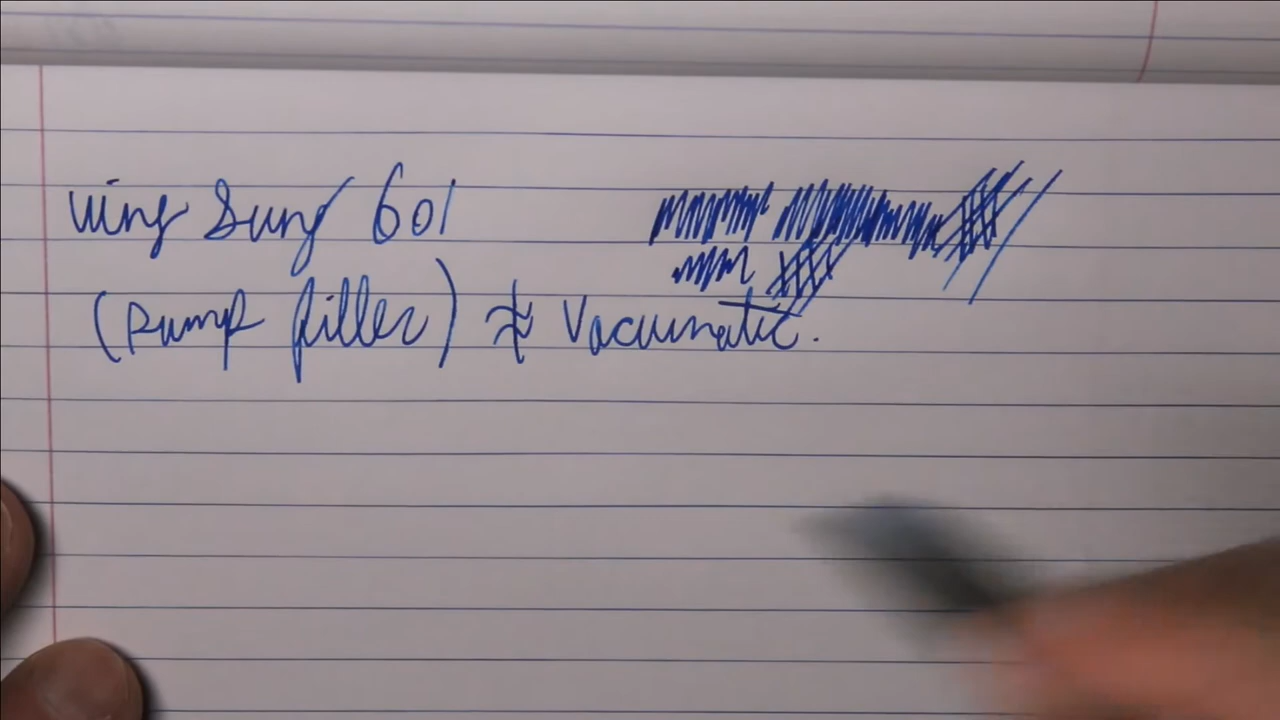 Wing Sung 601
(Pump filler) ≈ Vacumatic.